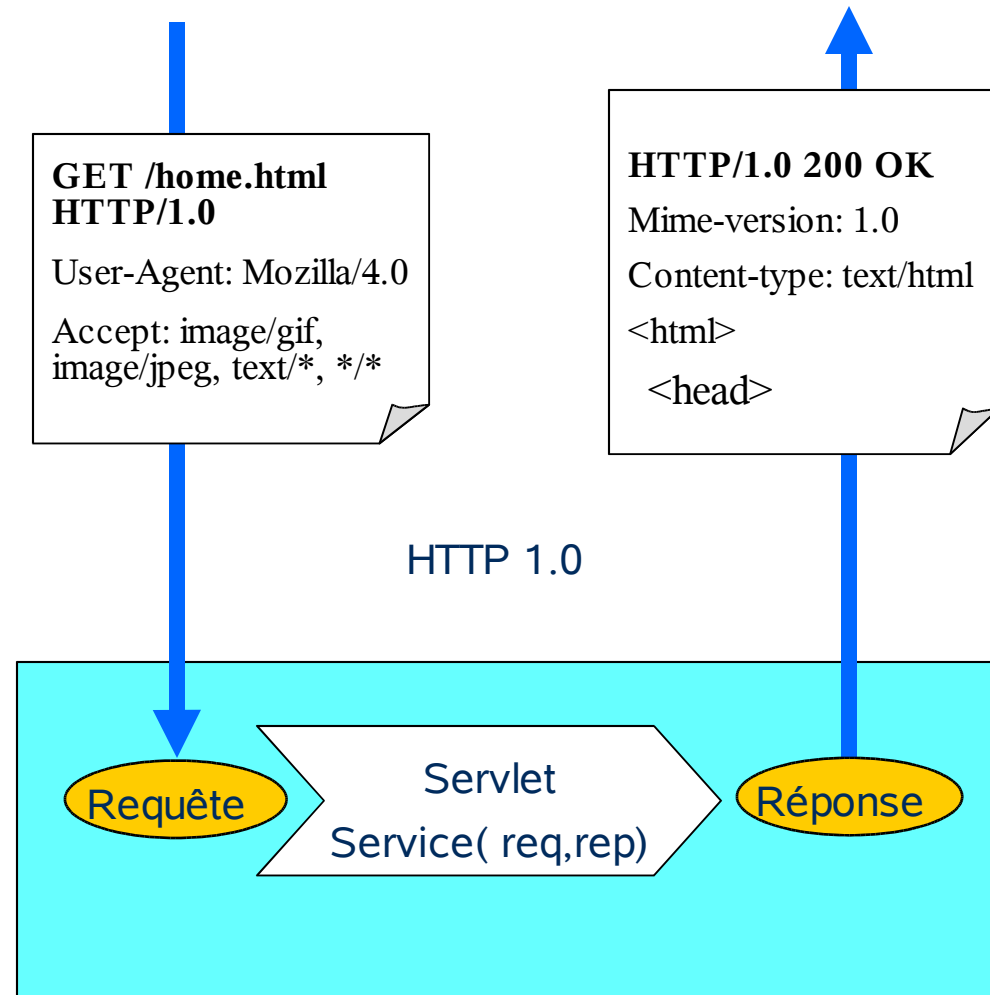 GET /home.html
HTTP/1.0
User-Agent: Mozilla/4.0
Accept: image/gif,
image/jpeg, text/*, */*
HTTP/1.0 200 OK
Mime-version: 1.0
Content-type: text/html
<html>
<head>
HTTP 1.0
Requête
Servlet
Service( req,rep)
Réponse